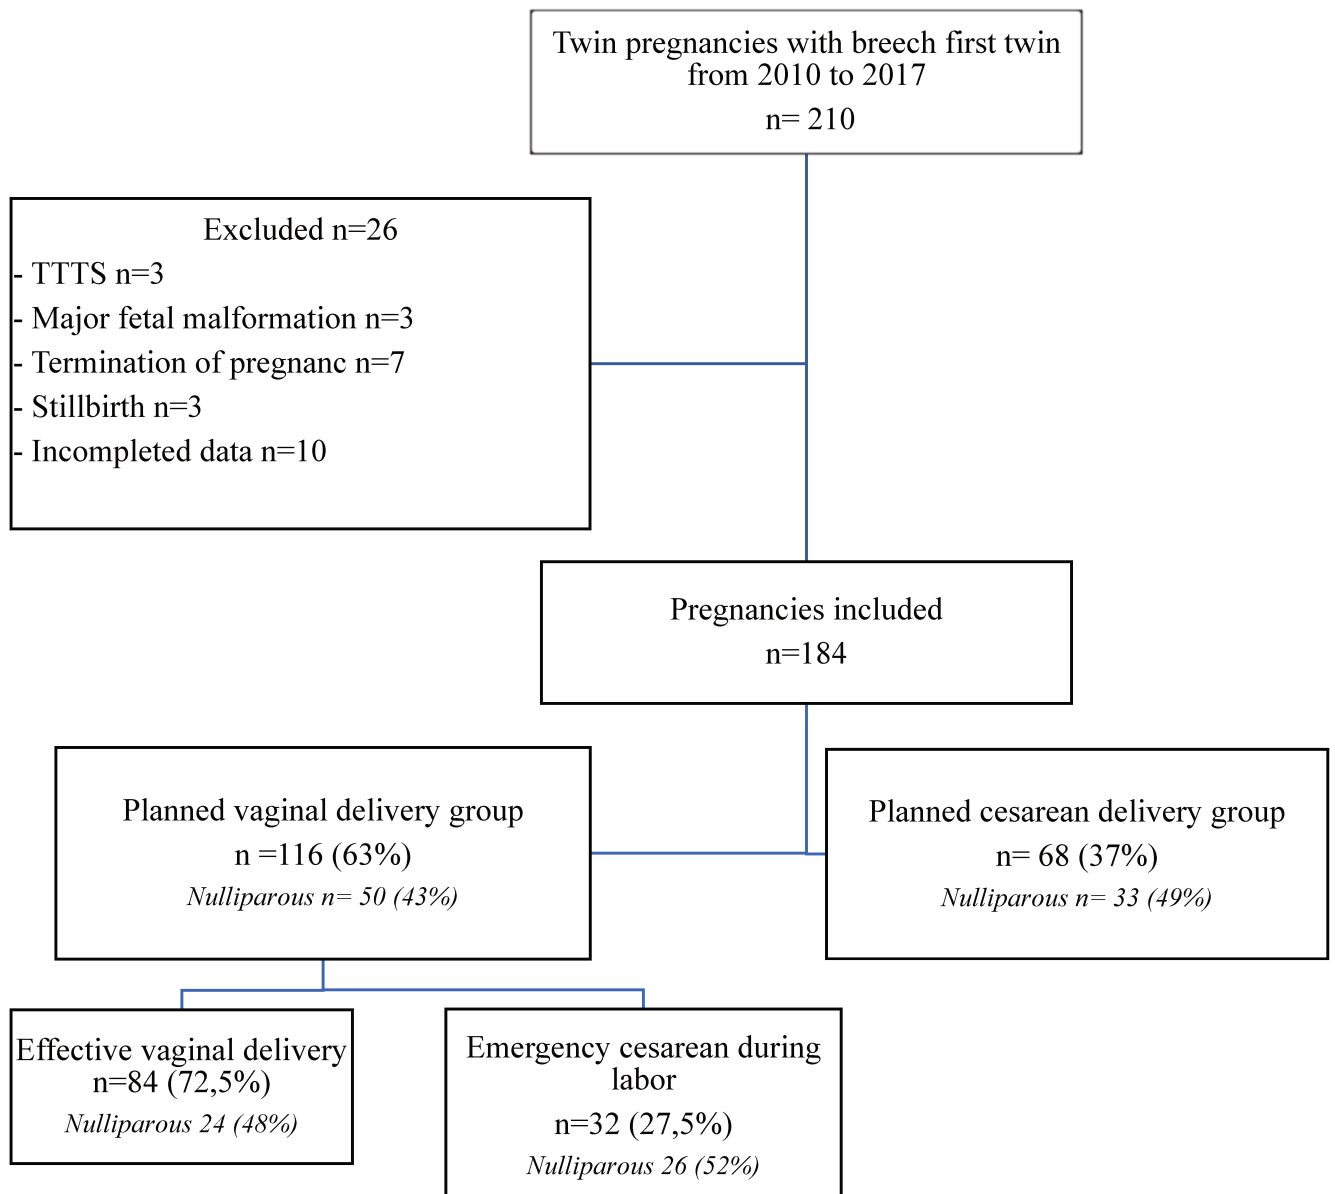 Twin pregnancies with breech first twin
from 2010 to 2017
n= 210
Excluded n=26
- TTTS n=3
- Major fetal malformation n=3
- Termination of pregnanc n=7
- Stillbirth n=3
- Incompleted data n=10
Pregnancies included
n=184
Planned vaginal delivery group
n =116 (63%)
Nulliparous n= 50 (43%)
Planned cesarean delivery group
n= 68 (37%)
Nulliparous n= 33 (49%)
Effective vaginal delivery
n=84 (72,5%)
Nulliparous 24 (48%)
Emergency cesarean during
labor
n=32 (27,5%)
Nulliparous 26 (52%)